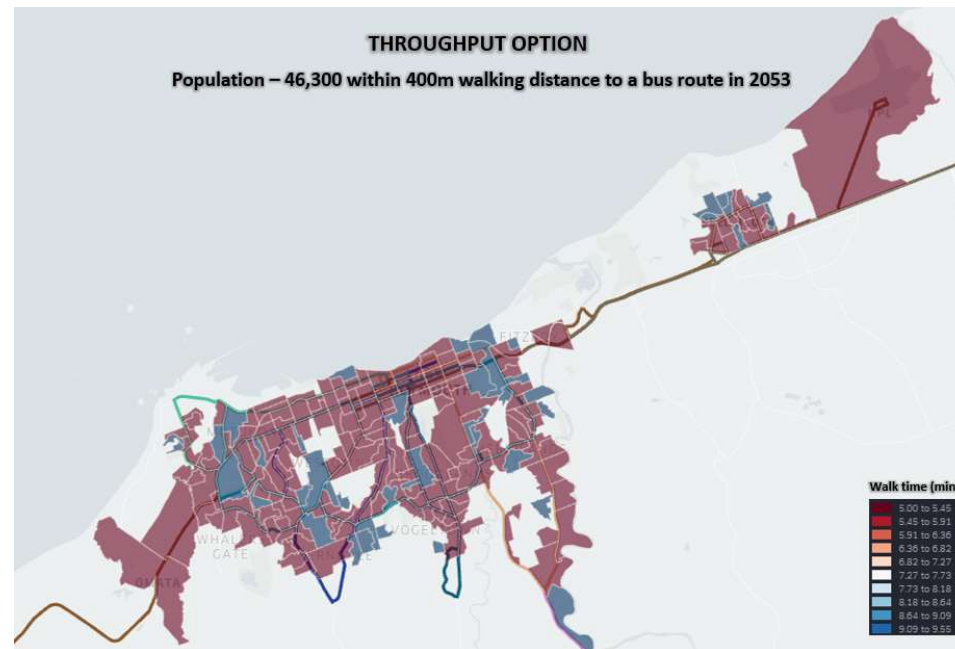 THROUGHPUT OPTION
Population – 46,300 within 400m walking distance to a bus route in 2053
FITZ
WHAL
GATE
VOGEL
Walk time (min
5.00 to 5.45
5.45 to 5.91
5.91 to 6.36
6.36 to 6.82
6.82 to 7.27
7.27 to 7.73
7.73 to 8.18
8.18 to 8.64
8.64 to 9.09
9.09 to 9.55